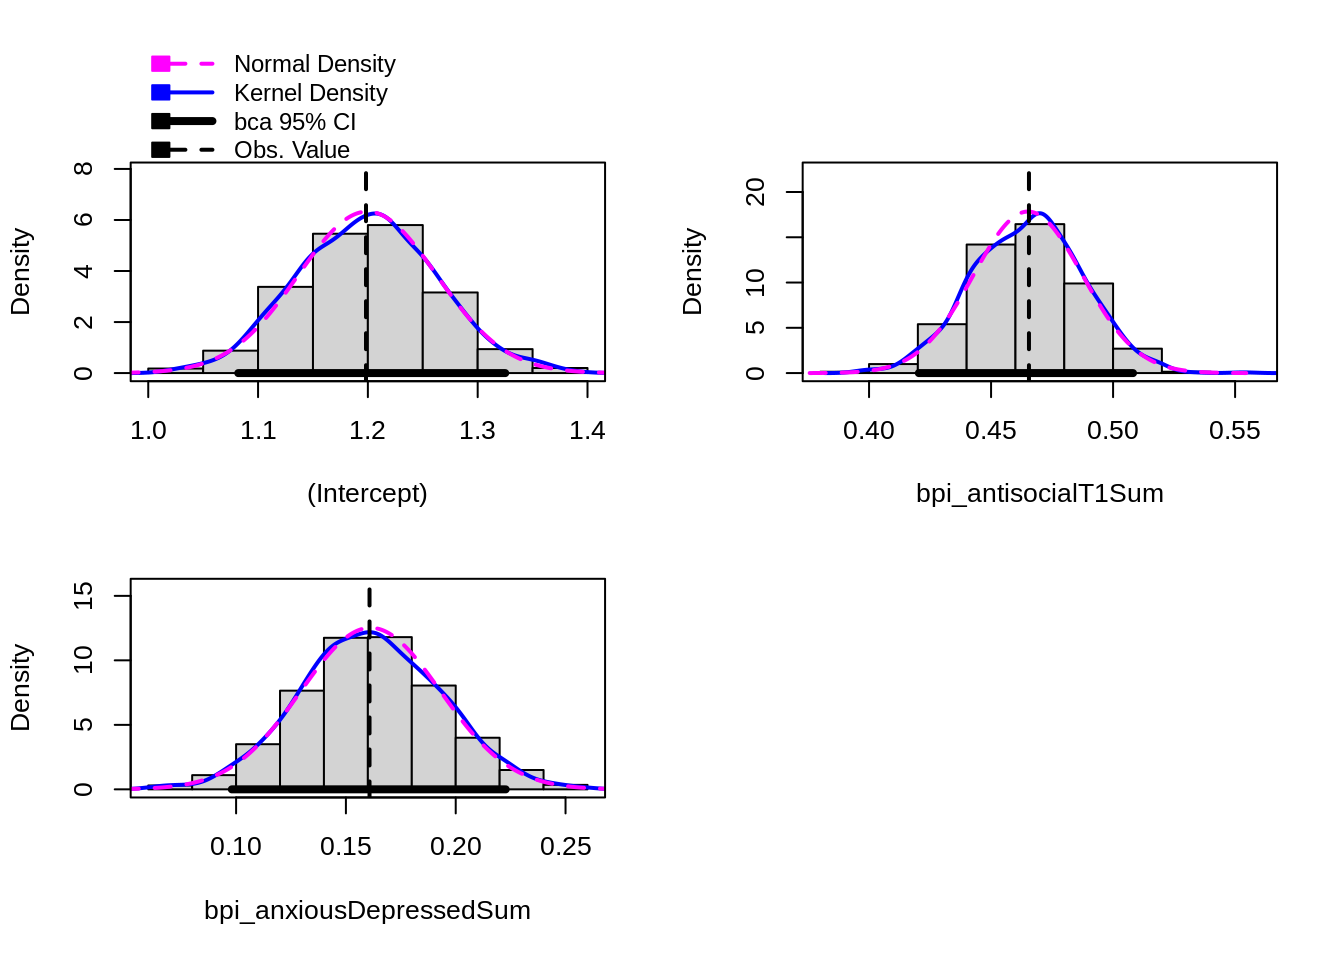 Normal Density
Kernel Density
bca 95% CI
Obs. Value
Density
0 2 4 6 8
1.0 1.1 1.2 1.3 1.4
(Intercept)
Density
0 5 10 20
0.40 0.45 0.50 0.55
bpi_antisocialT1Sum
Density
0 5 10 15
0.10 0.15 0.20 0.25
bpi_anxiousDepressedSum